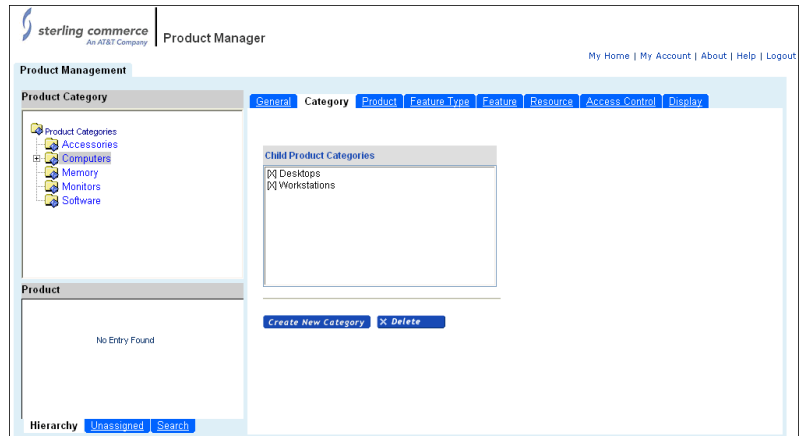 sterling commerce
An AT&T Company
Product Manager
My Home | My Account | About | Help | Logout
Product Management
Product Category
General Category Product Feature Type Feature Resource Access Control Display
Product Categories
Accessories
Computers
Memory
Monitors
Software
Child Product Categories
[X] Desktops
[X] Workstations
Product
No Entry Found
Create New Category X Delete
Hierarchy Unassigned Search